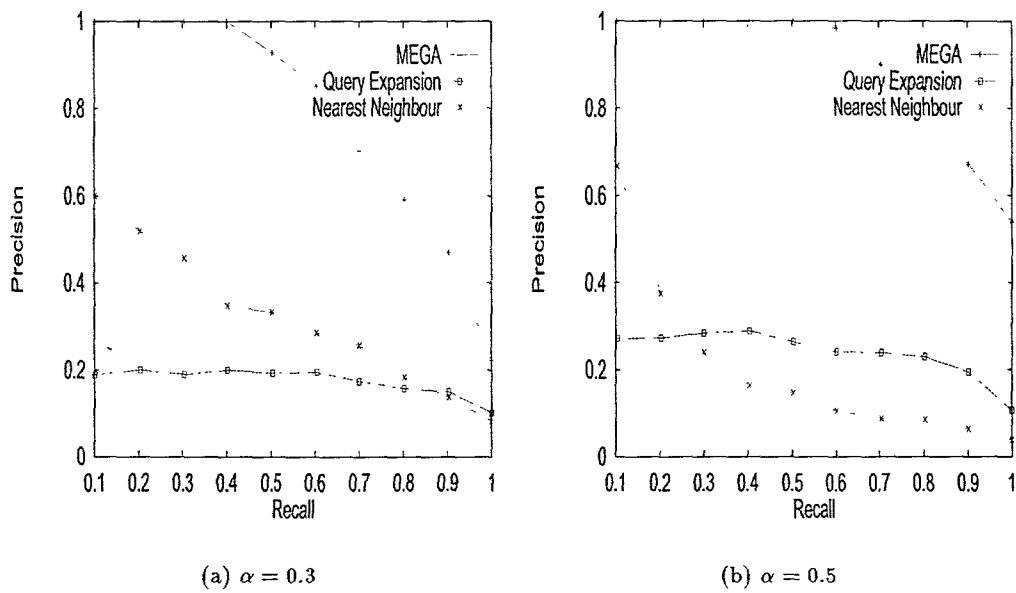 1
0.8
0.6
0.4
0.2
0
Precision
MEGA
Query Expansion
Nearest Neighbour
0.1 0.2 0.3 0.4 0.5 0.6 0.7 0.8 0.9 1
Recall
(a) α = 0.3
1
0.8
0.6
0.4
0.2
0
Precision
MEGA
Query Expansion
Nearest Neighbour
0.1 0.2 0.3 0.4 0.5 0.6 0.7 0.8 0.9 1
Recall
(b) α = 0.5